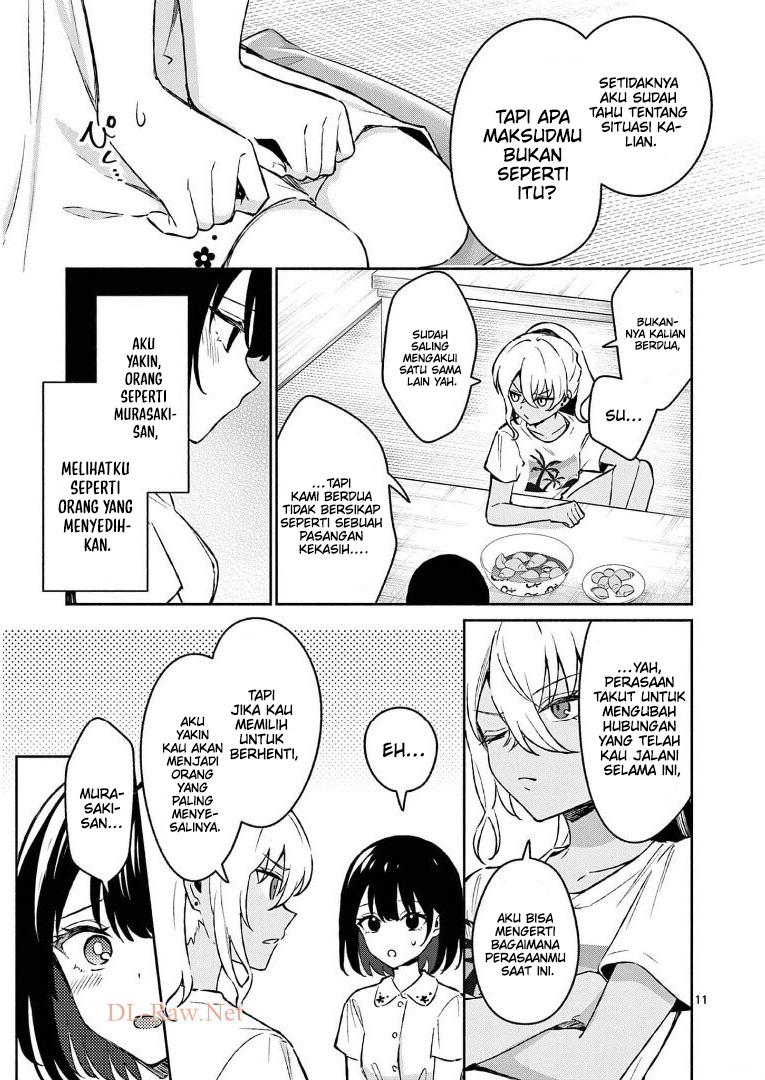 SETIDAKNYA
AKU SUDAH
TAHU TENTANG
SITUASI KA-
LIAN.
TAPI APA
MAKSUDMU
BUKAN
SEPERTI
ITU?
ぴく…
BUKAN-
NYA KALIAN
BERDUA,
SU...
SUDAH
SALING
MENGAKUI
SATU SAMA
LAIN YAH.
...TAPI
KAMI BERDUA
TIDAK BERSIKAP
SEPERTI SEBUAH
PASANGAN
KEKASIH....
AKU
YAKIN,
ORANG
SEPERTI
MURASAKI-
SAN,
MELIHATKU
SEPERTI
ORANG YANG
MENYEDIH-
KAN.
...YAH,
PERASAAN
TAKUT UNTUK
MENGUBAH
HUBUNGAN
YANG TELAH
KAU JALANI
SELAMA INI,
AKU BISA
MENGERTI
BAGAIMANA
PERASAANMU
SAAT INI.
EH...
TAPI
JIKA KAU
MEMILIH
UNTUK
BERHENTI,
AKU
YAKIN
KAU AKAN
MENJADI
ORANG
YANG
PALING
MENYE-
SALINYA.
MURA-
SAKI-
SAN...
DL-Raw.Net
11